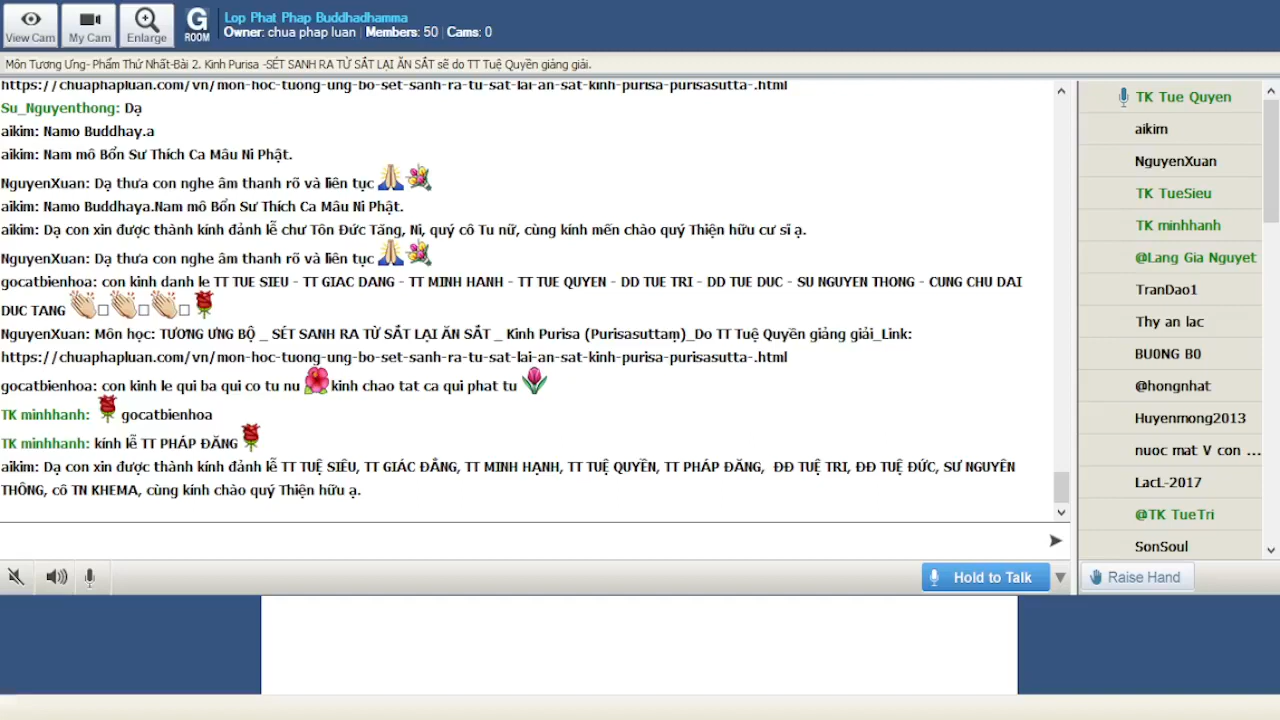 View Cam
My Cam
Enlarge
G
ROOM
Lop Phat Phap Buddhadhamma
Owner: chua phap luan | Members: 50 | Cams: 0
Môn Tương Ưng- Phẩm Thứ Nhất-Bài 2. Kinh Purisa -SÉT SANH RA TỪ SẮT LẠI ĂN SẮT sẽ do TT Tuệ Quyền giảng giải.
https://chuaphapluan.com/vn/mon-hoc-tuong-ung-bo-set-sanh-ra-tu-sat-lai-an-sat-kinh-purisa-purisasutta-.html
Su_Nguyenthong: Dạ
aikim: Namo Buddhay.a
aikim: Nam mô Bổn Sư Thích Ca Mâu Ni Phật.
NguyenXuan: Dạ thưa con nghe âm thanh rõ và liên tục
aikim: Namo Buddhaya.Nam mô Bổn Sư Thích Ca Mâu Ni Phật.
aikim: Dạ con xin được thành kính đảnh lễ chư Tôn Đức Tăng, Ni, quý cô Tu nữ, cùng kính mến chào quý Thiện hữu cư sĩ ạ.
NguyenXuan: Dạ thưa con nghe âm thanh rõ và liên tục
gocatbienhoa: con kinh danh le TT TUE SIEU - TT GIAC DANG - TT MINH HANH - TT TUE QUYEN - DD TUE TRI - DD TUE DUC - SU NGUYEN THONG - CUNG CHU DAI
DUC TANG
NguyenXuan: Môn học: TƯƠNG ƯNG BỘ _ SÉT SANH RA TỪ SẮT LẠI ĂN SẮT _ Kinh Purisa (Purisasuttaṃ)_Do TT Tuệ Quyền giảng giải_Link:
https://chuaphapluan.com/vn/mon-hoc-tuong-ung-bo-set-sanh-ra-tu-sat-lai-an-sat-kinh-purisa-purisasutta-.html
gocatbienhoa: con kinh le qui ba qui co tu nu kinh chao tat ca qui phat tu
TK minhhanh: gocatbienhoa
TK minhhanh: kính lễ TT PHÁP ĐĂNG
aikim: Dạ con xin được thành kính đảnh lễ TT TUỆ SIÊU, TT GIÁC ĐẲNG, TT MINH HẠNH, TT TUỆ QUYỀN, TT PHÁP ĐĂNG, ĐĐ TUỆ TRI, ĐĐ TUỆ ĐỨC, SƯ NGUYÊN
THÔNG, cô TN KHEMA, cùng kính chào quý Thiện hữu ạ.
Hold to Talk
TK Tue Quyen
aikim
NguyenXuan
TK TueSieu
TK minhhanh
@Lang Gia Nguyet
TranDao1
Thy an lac
BU0NG B0
@hongnhat
Huyenmong2013
nuoc mat V con ...
LacL-2017
@TK TueTri
SonSoul
Raise Hand